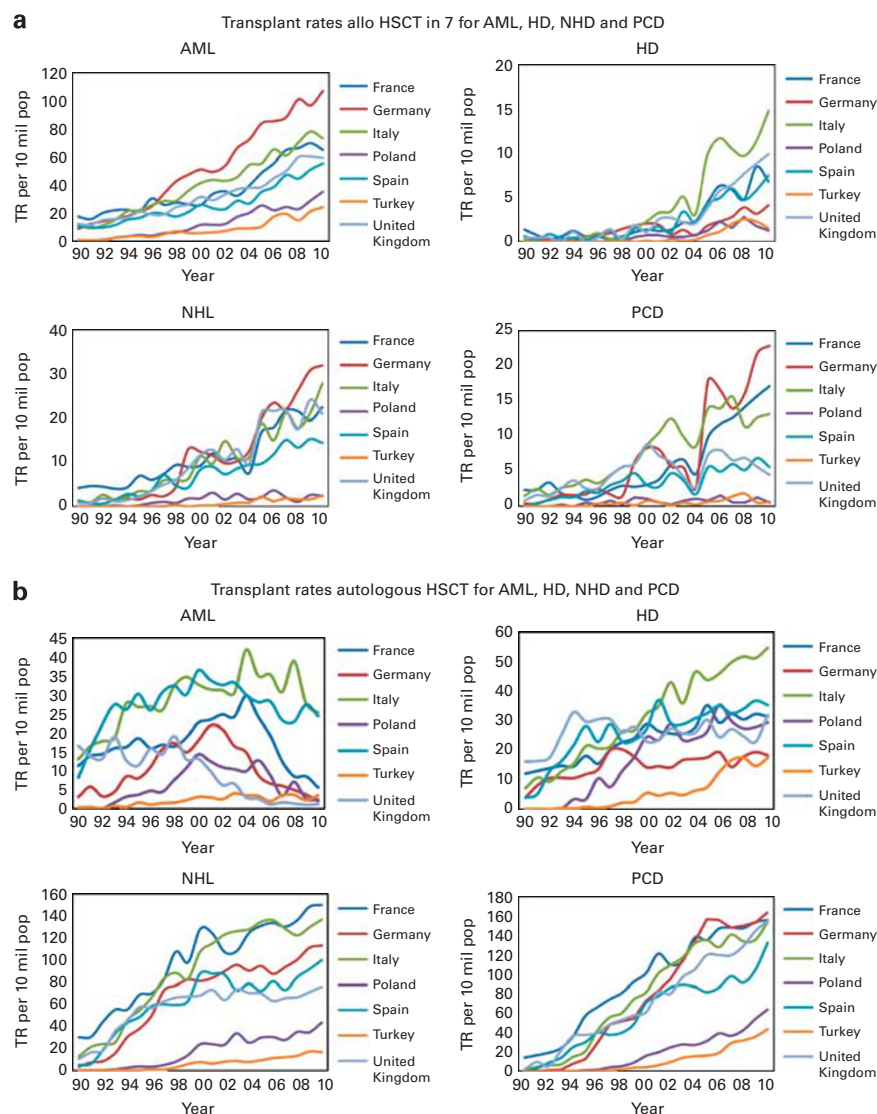 a
Transplant rates allo HSCT in 7 for AML, HD, NHD and PCD
AML
TR per 10 mil pop
120
100
80
60
40
20
0
90 92 94 96 98 00 02 04 06 08 10
Year
France
Germany
Italy
Poland
Spain
Turkey
United
Kingdom
HD
TR per 10 mil pop
20
15
10
5
0
90 92 94 96 98 00 02 04 06 08 10
Year
France
Germany
Italy
Poland
Spain
Turkey
United
Kingdom
NHL
TR per 10 mil pop
40
30
20
10
0
90 92 94 96 98 00 02 04 06 08 10
Year
France
Germany
Italy
Poland
Spain
Turkey
United
Kingdom
PCD
TR per 10 mil pop
25
20
15
10
5
0
90 92 94 96 98 00 02 04 06 08 10
Year
France
Germany
Italy
Poland
Spain
Turkey
United
Kingdom
b
Transplant rates autologous HSCT for AML, HD, NHD and PCD
AML
TR per 10 mil pop
45
40
35
30
25
20
15
10
5
0
90 92 94 96 98 00 02 04 06 08 10
Year
France
Germany
Italy
Poland
Spain
Turkey
United
Kingdom
HD
TR per 10 mil pop
60
50
40
30
20
10
0
90 92 94 96 98 00 02 04 06 08 10
Year
France
Germany
Italy
Poland
Spain
Turkey
United
Kingdom
NHL
TR per 10 mil pop
160
140
120
100
80
60
40
20
0
90 92 94 96 98 00 02 04 06 08 10
Year
France
Germany
Italy
Poland
Spain
Turkey
United
Kingdom
PCD
TR per 10 mil pop
180
160
140
120
100
80
60
40
20
0
90 92 94 96 98 00 02 04 06 08 10
Year
France
Germany
Italy
Poland
Spain
Turkey
United
Kingdom